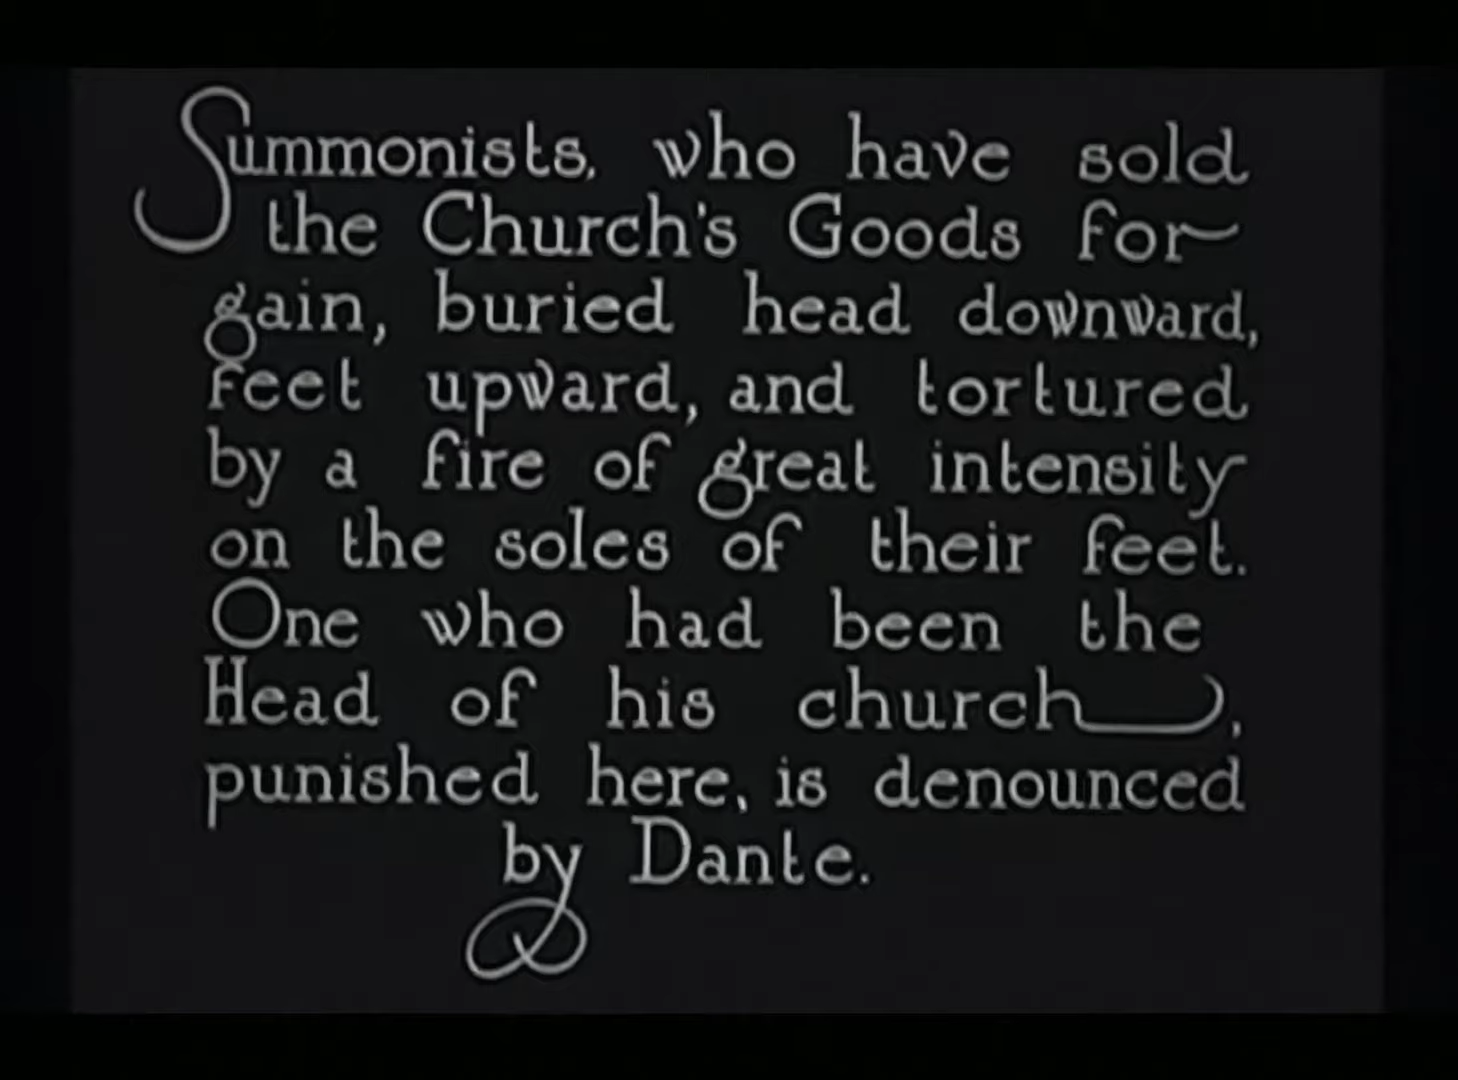 Summonists, who have sold
the Church's Goods for
gain, buried head downward,
feet upward, and tortured
by a fire of great intensity
on the soles of their feet.
One who had been the
Head of his church,
punished here, is denounced
by Dante.